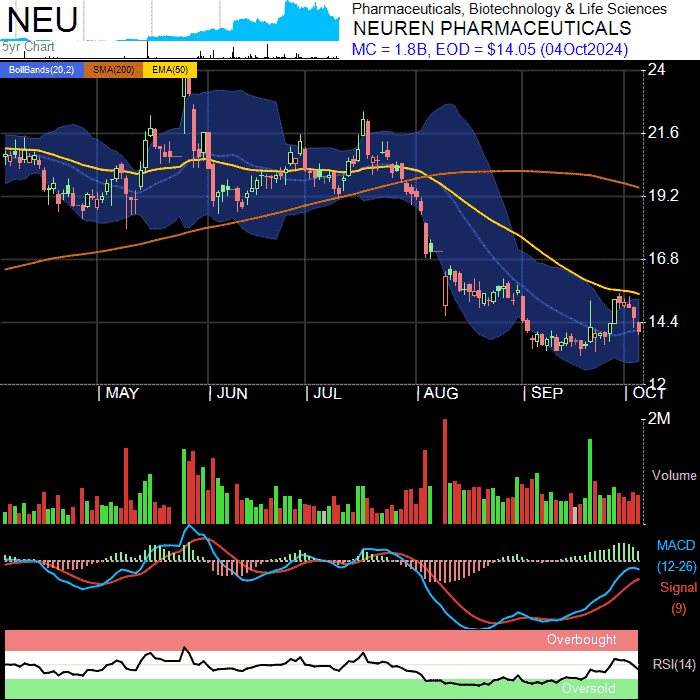 NEU
5yr Chart
Pharmaceuticals, Biotechnology & Life Sciences
NEUREN PHARMACEUTICALS
MC = 1.8B, EOD = $14.05 (04Oct2024)
BollBands(20,2) SMA(200) EMA(50)
24
21.6
19.2
16.8
14.4
12
MAY JUN JUL AUG SEP OCT
2M
Volume
MACD
(12-26)
Signal
(9)
Overbought
RSI(14)
Oversold